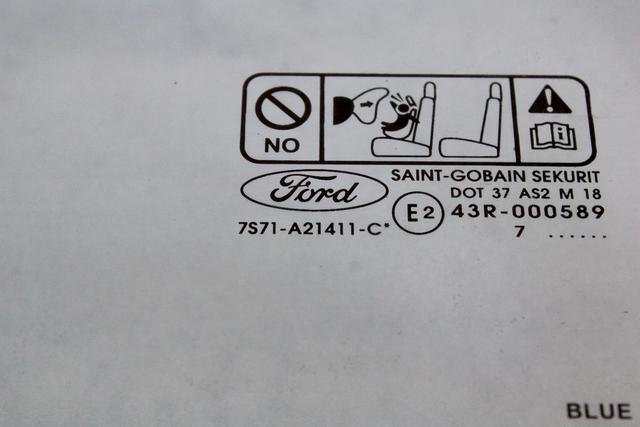 NO
Ford
SAINT-GOBAIN SEKURIT
DOT 37 AS2 M 18
E2 43R-000589
7S71-A21411-C*
7 ......
BLUE